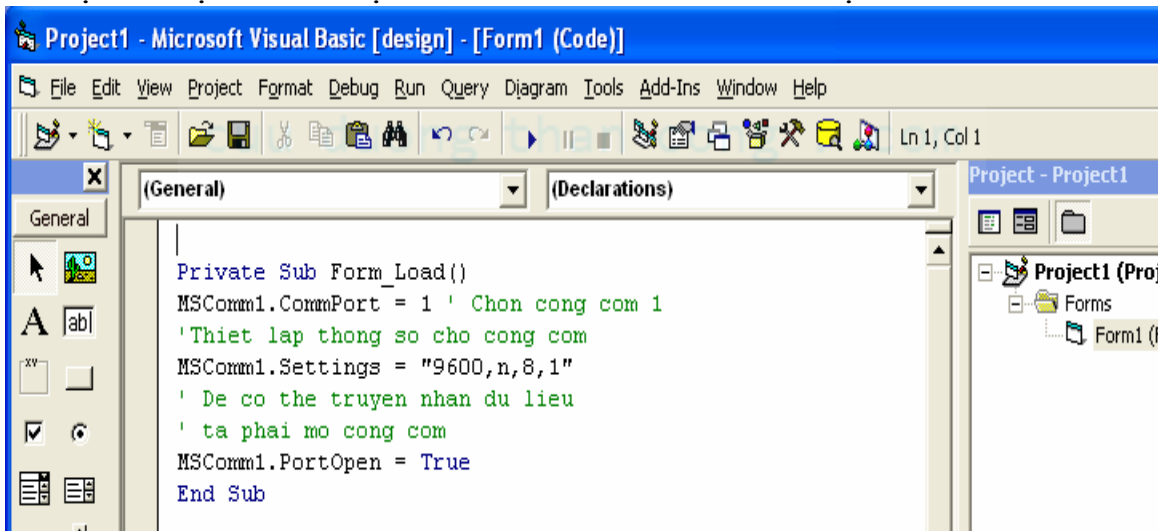 Project1 - Microsoft Visual Basic [design] - [Form1 (Code)]
File Edit View Project Format Debug Run Query Diagram Tools Add-Ins Window Help
Ln 1, Col 1
(General) (Declarations)
Project - Project1
General
Private Sub Form_Load()
MSComm1.CommPort = 1 ' Chon cong com 1
'Thiet lap thong so cho cong com
MSComm1.Settings = "9600,n,8,1"
' De co the truyen nhan du lieu
' ta phai mo cong com
MSComm1.PortOpen = True
End Sub
Project1 (Proj
Forms
Form1 (F
A ab|
xy